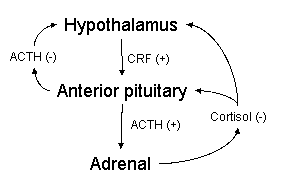 Hypothalamus
ACTH (-)
CRF (+)
Anterior pituitary
ACTH (+)
Cortisol (-)
Adrenal